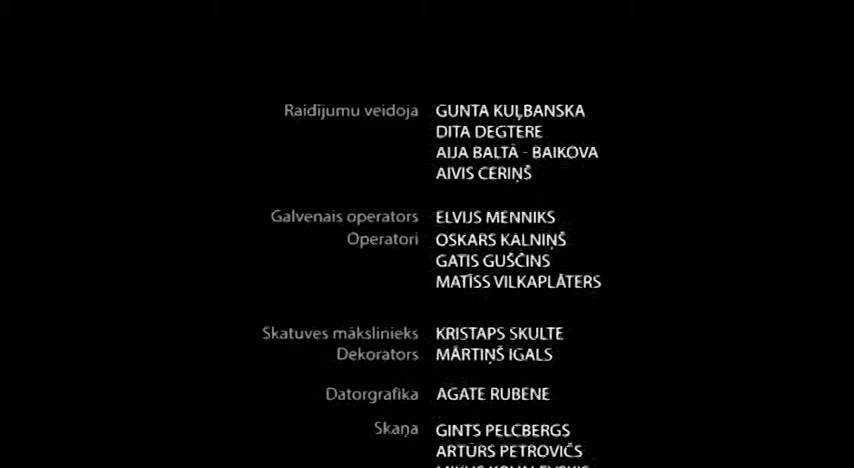 Raidījumu veidoja GUNTA KUĻBANSKA
DITA DEGTERE
AIJA BALTĀ - BAIKOVA
AIVIS CERIŅŠ
Galvenais operators ELVIJS MENNIKS
Operatori OSKARS KALNIŅŠ
GATIS GUŠČINS
MATĪSS VILKAPLĀTERS
Skatuves mākslinieks KRISTAPS SKULTE
Dekorators MĀRTIŅŠ IGALS
Datorgrafika AGATE RUBENE
Skaņa GINTS PELCBERGS
ARTŪRS PETROVIČS